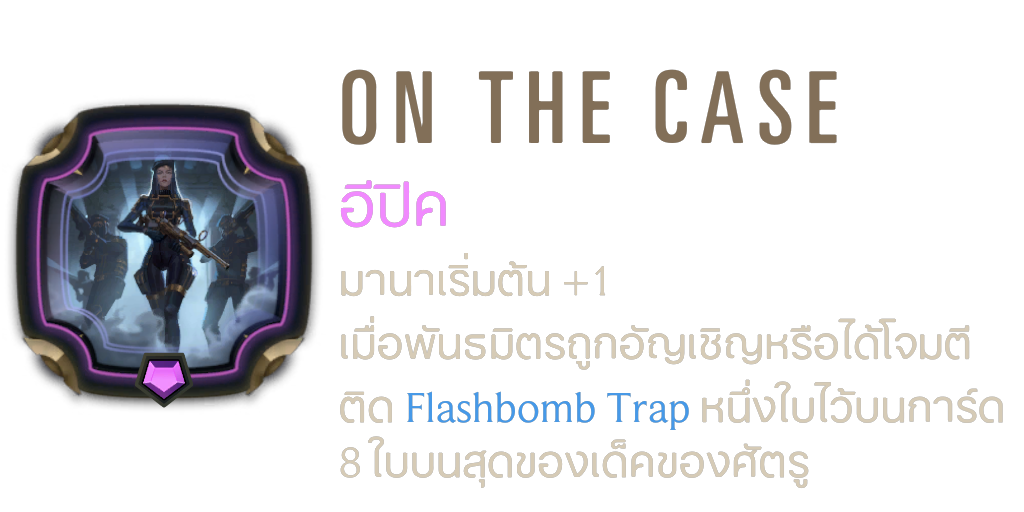 ON THE CASE
อีปิค
มานาเริ่มต้น +1
เมื่อพันธมิตรถูกอัญเชิญหรือได้โจมตี
ติด Flashbomb Trap หนึ่งใบไว้บนการ์ด
8 ใบบนสุดของเด็คของศัตรู